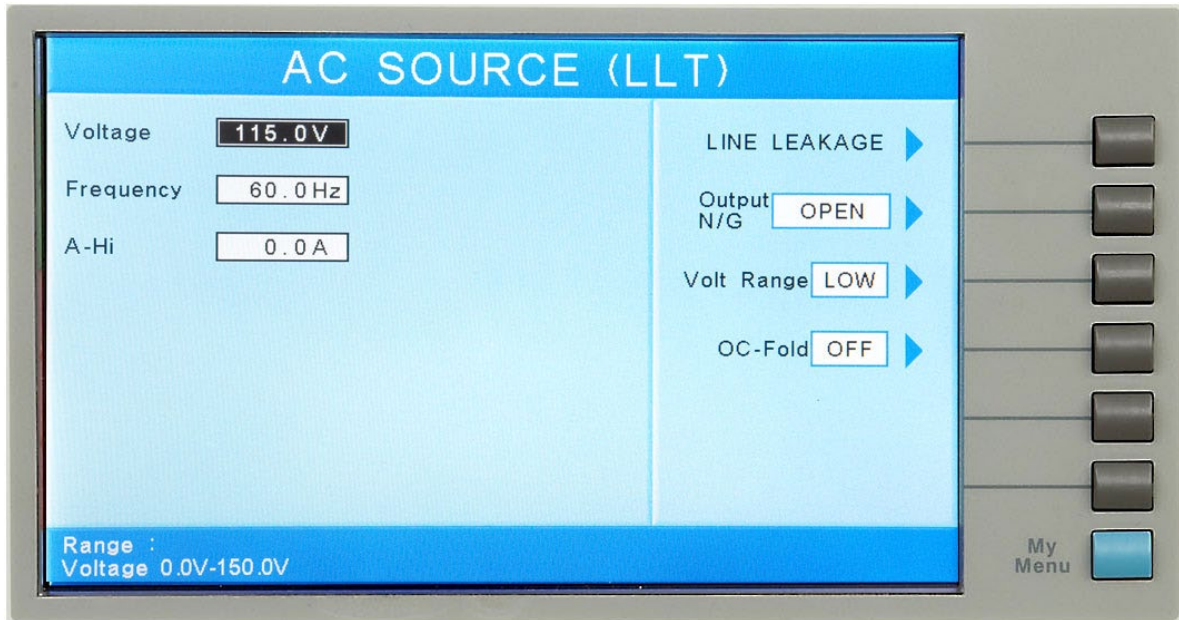 AC SOURCE (LLT)
Voltage 115.0V
Frequency 60.0Hz
A-Hi 0.0A
LINE LEAKAGE
Output
N/G OPEN
Volt Range LOW
OC-Fold OFF
Range :
Voltage 0.0V-150.0V
My
Menu